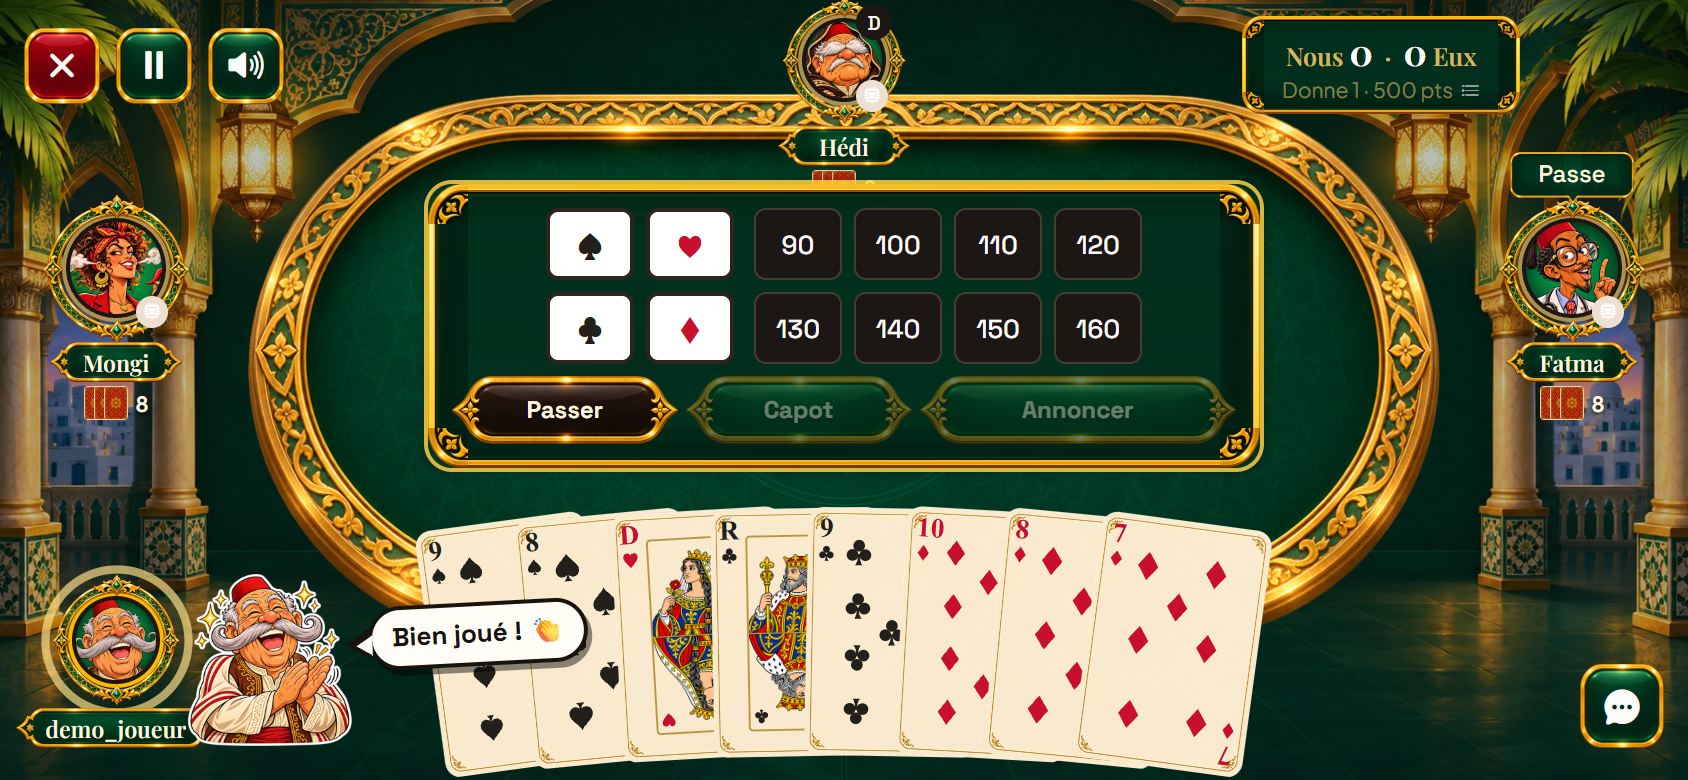 D
Nous 0 · 0 Eux
Donne 1 · 500 pts
Hédi
Passe
90 100 110 120
130 140 150 160
Mongi
8
Fatma
8
Passer Capot Annoncer
9 8 D R 9 10 8 7
Bien joué ! 👏
demo_joueur
7